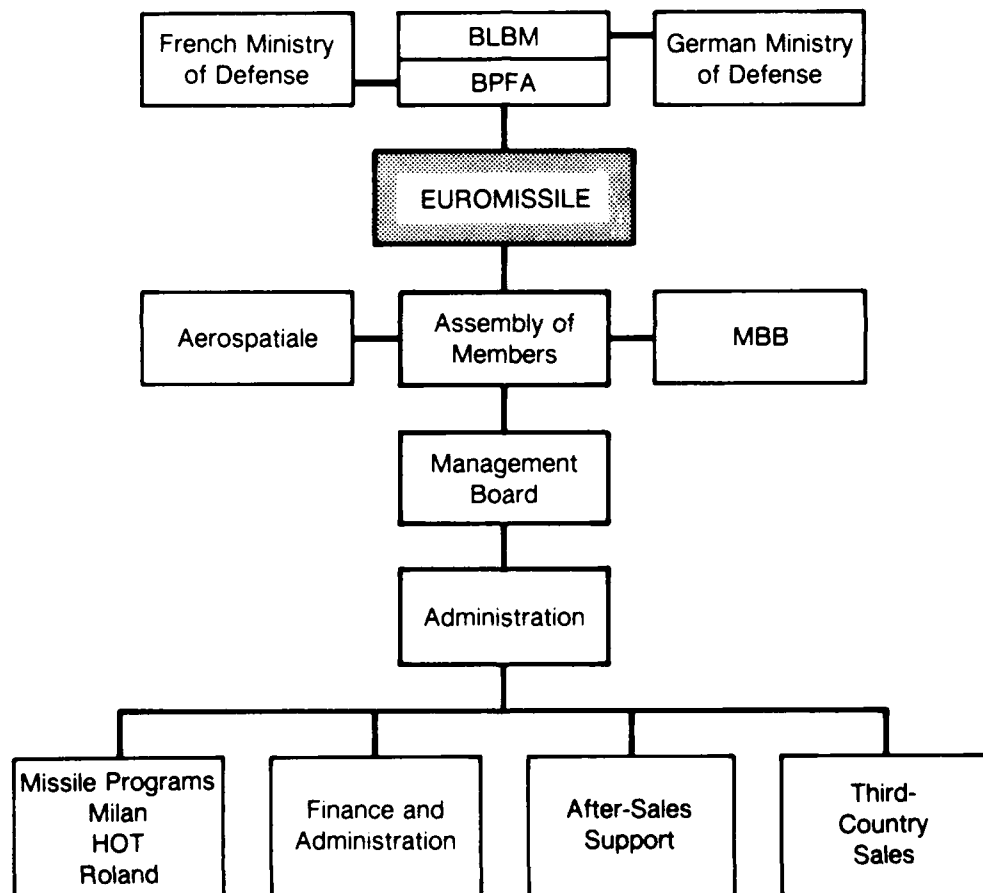 French Ministry
of Defense
BLBM
BPFA
German Ministry
of Defense
EUROMISSILE
Aerospatiale
Assembly of
Members
MBB
Management
Board
Administration
Missile Programs
Milan
HOT
Roland
Finance and
Administration
After-Sales
Support
Third-
Country
Sales